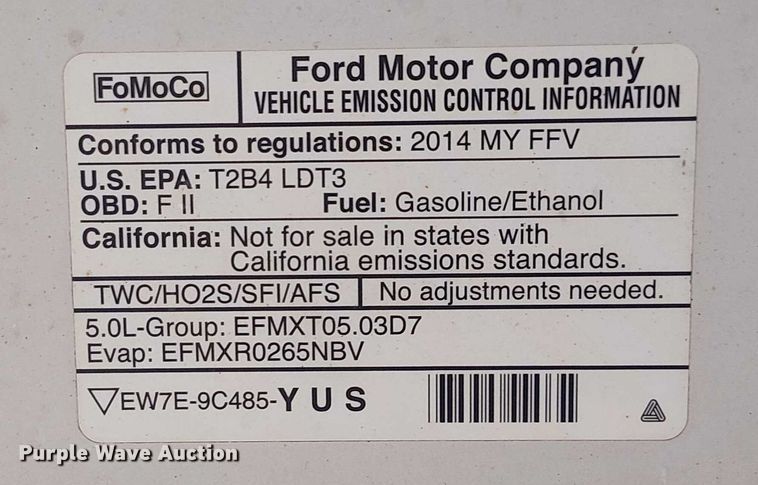 FoMoCo
Ford Motor Company
VEHICLE EMISSION CONTROL INFORMATION
Conforms to regulations: 2014 MY FFV
U.S. EPA: T2B4 LDT3
OBD: F II Fuel: Gasoline/Ethanol
California: Not for sale in states with
California emissions standards.
TWC/HO2S/SFI/AFS No adjustments needed.
5.0L-Group: EFMXT05.03D7
Evap: EFMXR0265NBV
EW7E-9C485-Y U S
Purple Wave Auction